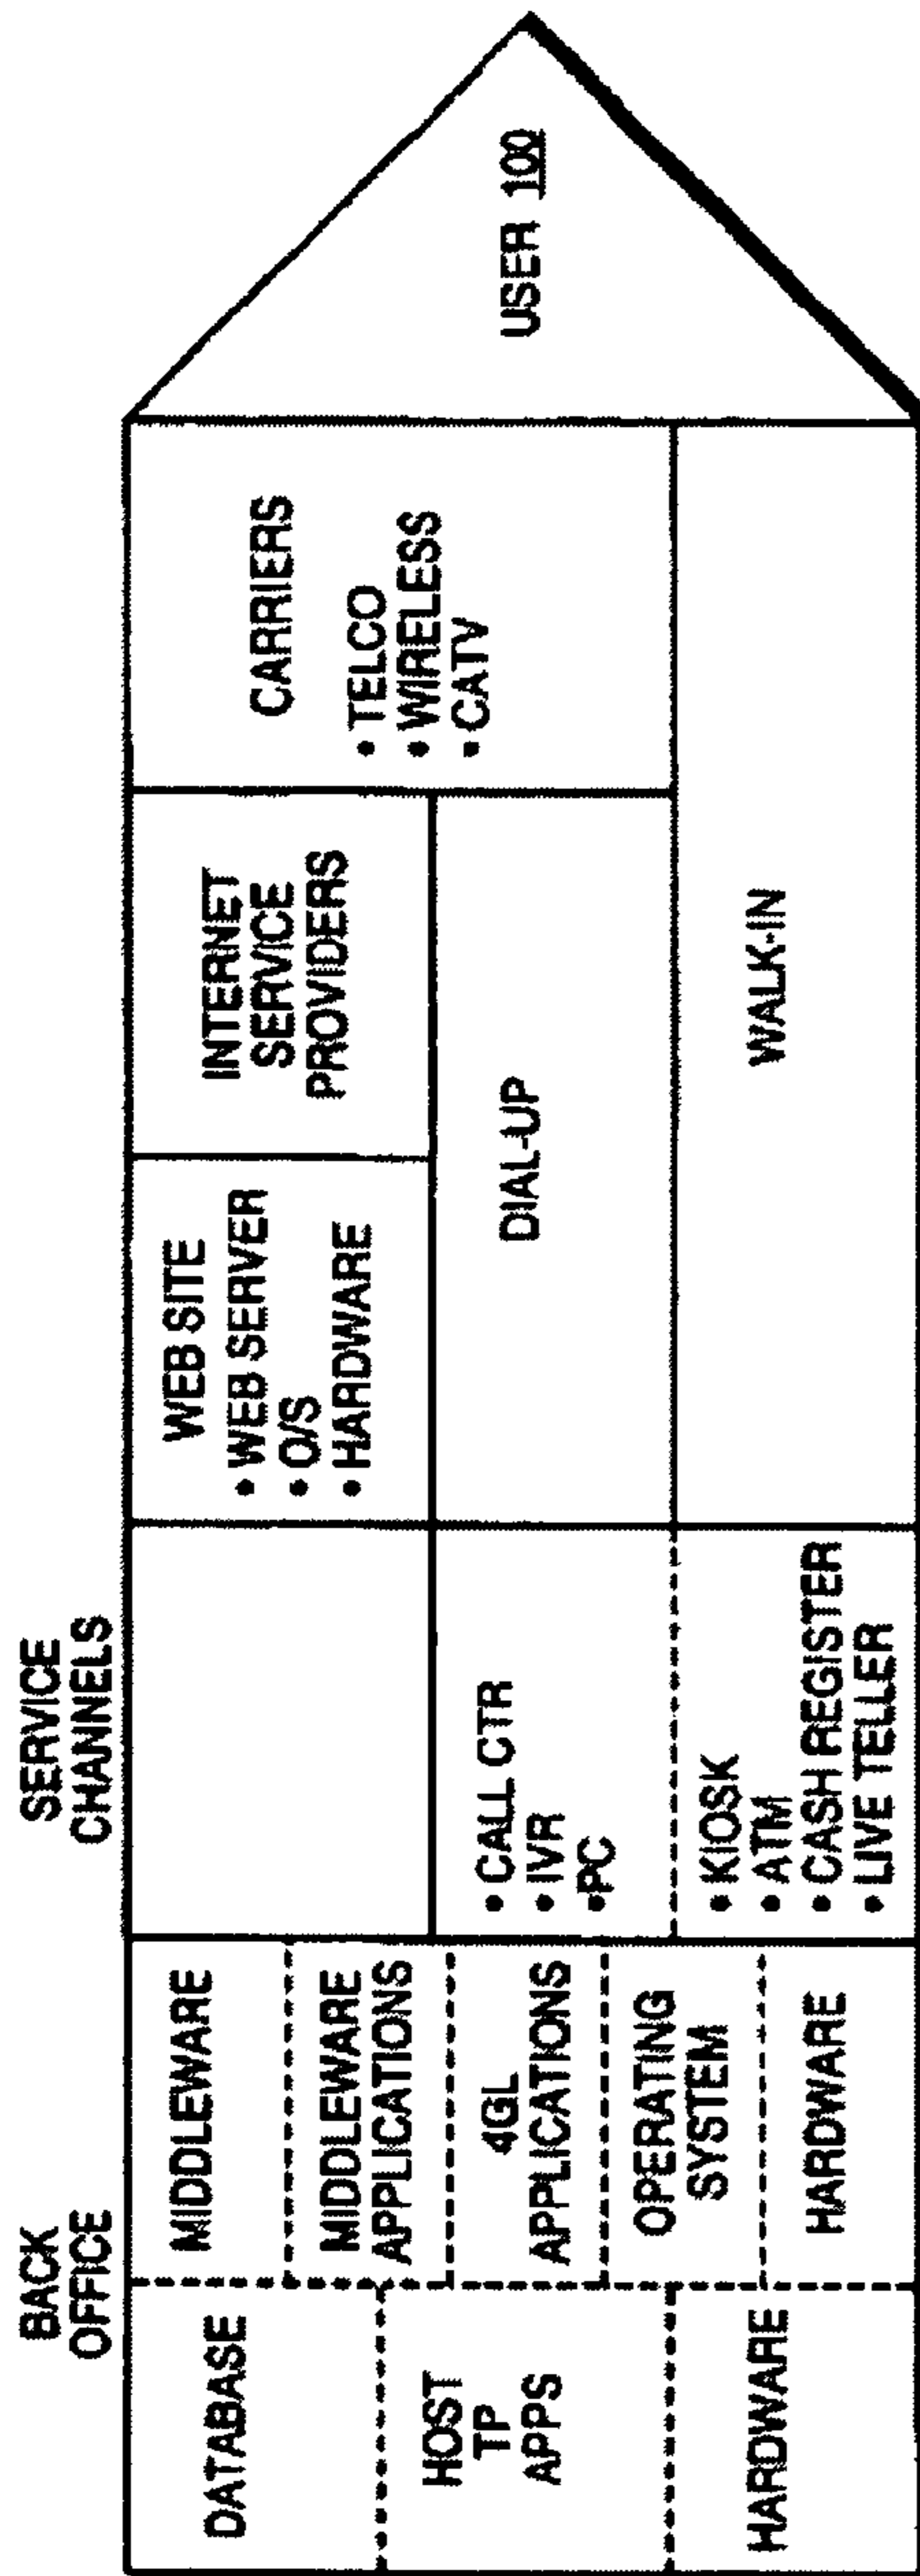 BACK
OFFICE
SERVICE
CHANNELS
DATABASE
HOST
TP
APPS
HARDWARE
MIDDLEWARE
MIDDLEWARE
APPLICATIONS
4GL
APPLICATIONS
OPERATING
SYSTEM
HARDWARE
• CALL CTR
• IVR
•PC
• KIOSK
• ATM
• CASH REGISTER
• LIVE TELLER
WEB SITE
• WEB SERVER
• O/S
• HARDWARE
INTERNET
SERVICE
PROVIDERS
DIAL-UP
WALK-IN
CARRIERS
• TELCO
• WIRELESS
• CATV
USER 100